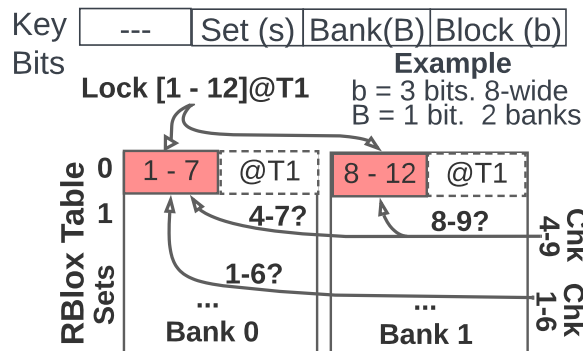 Key Bits
--- Set (s) Bank(B) Block (b)
Example
b = 3 bits. 8-wide
B = 1 bit. 2 banks
Lock [1 - 12]@T1
RBlox Table
Sets
0
1
1 - 7 @T1 8 - 12 @T1
4-7? 8-9?
Chk 4-9
1-6?
Chk 1-6
... ...
Bank 0 Bank 1